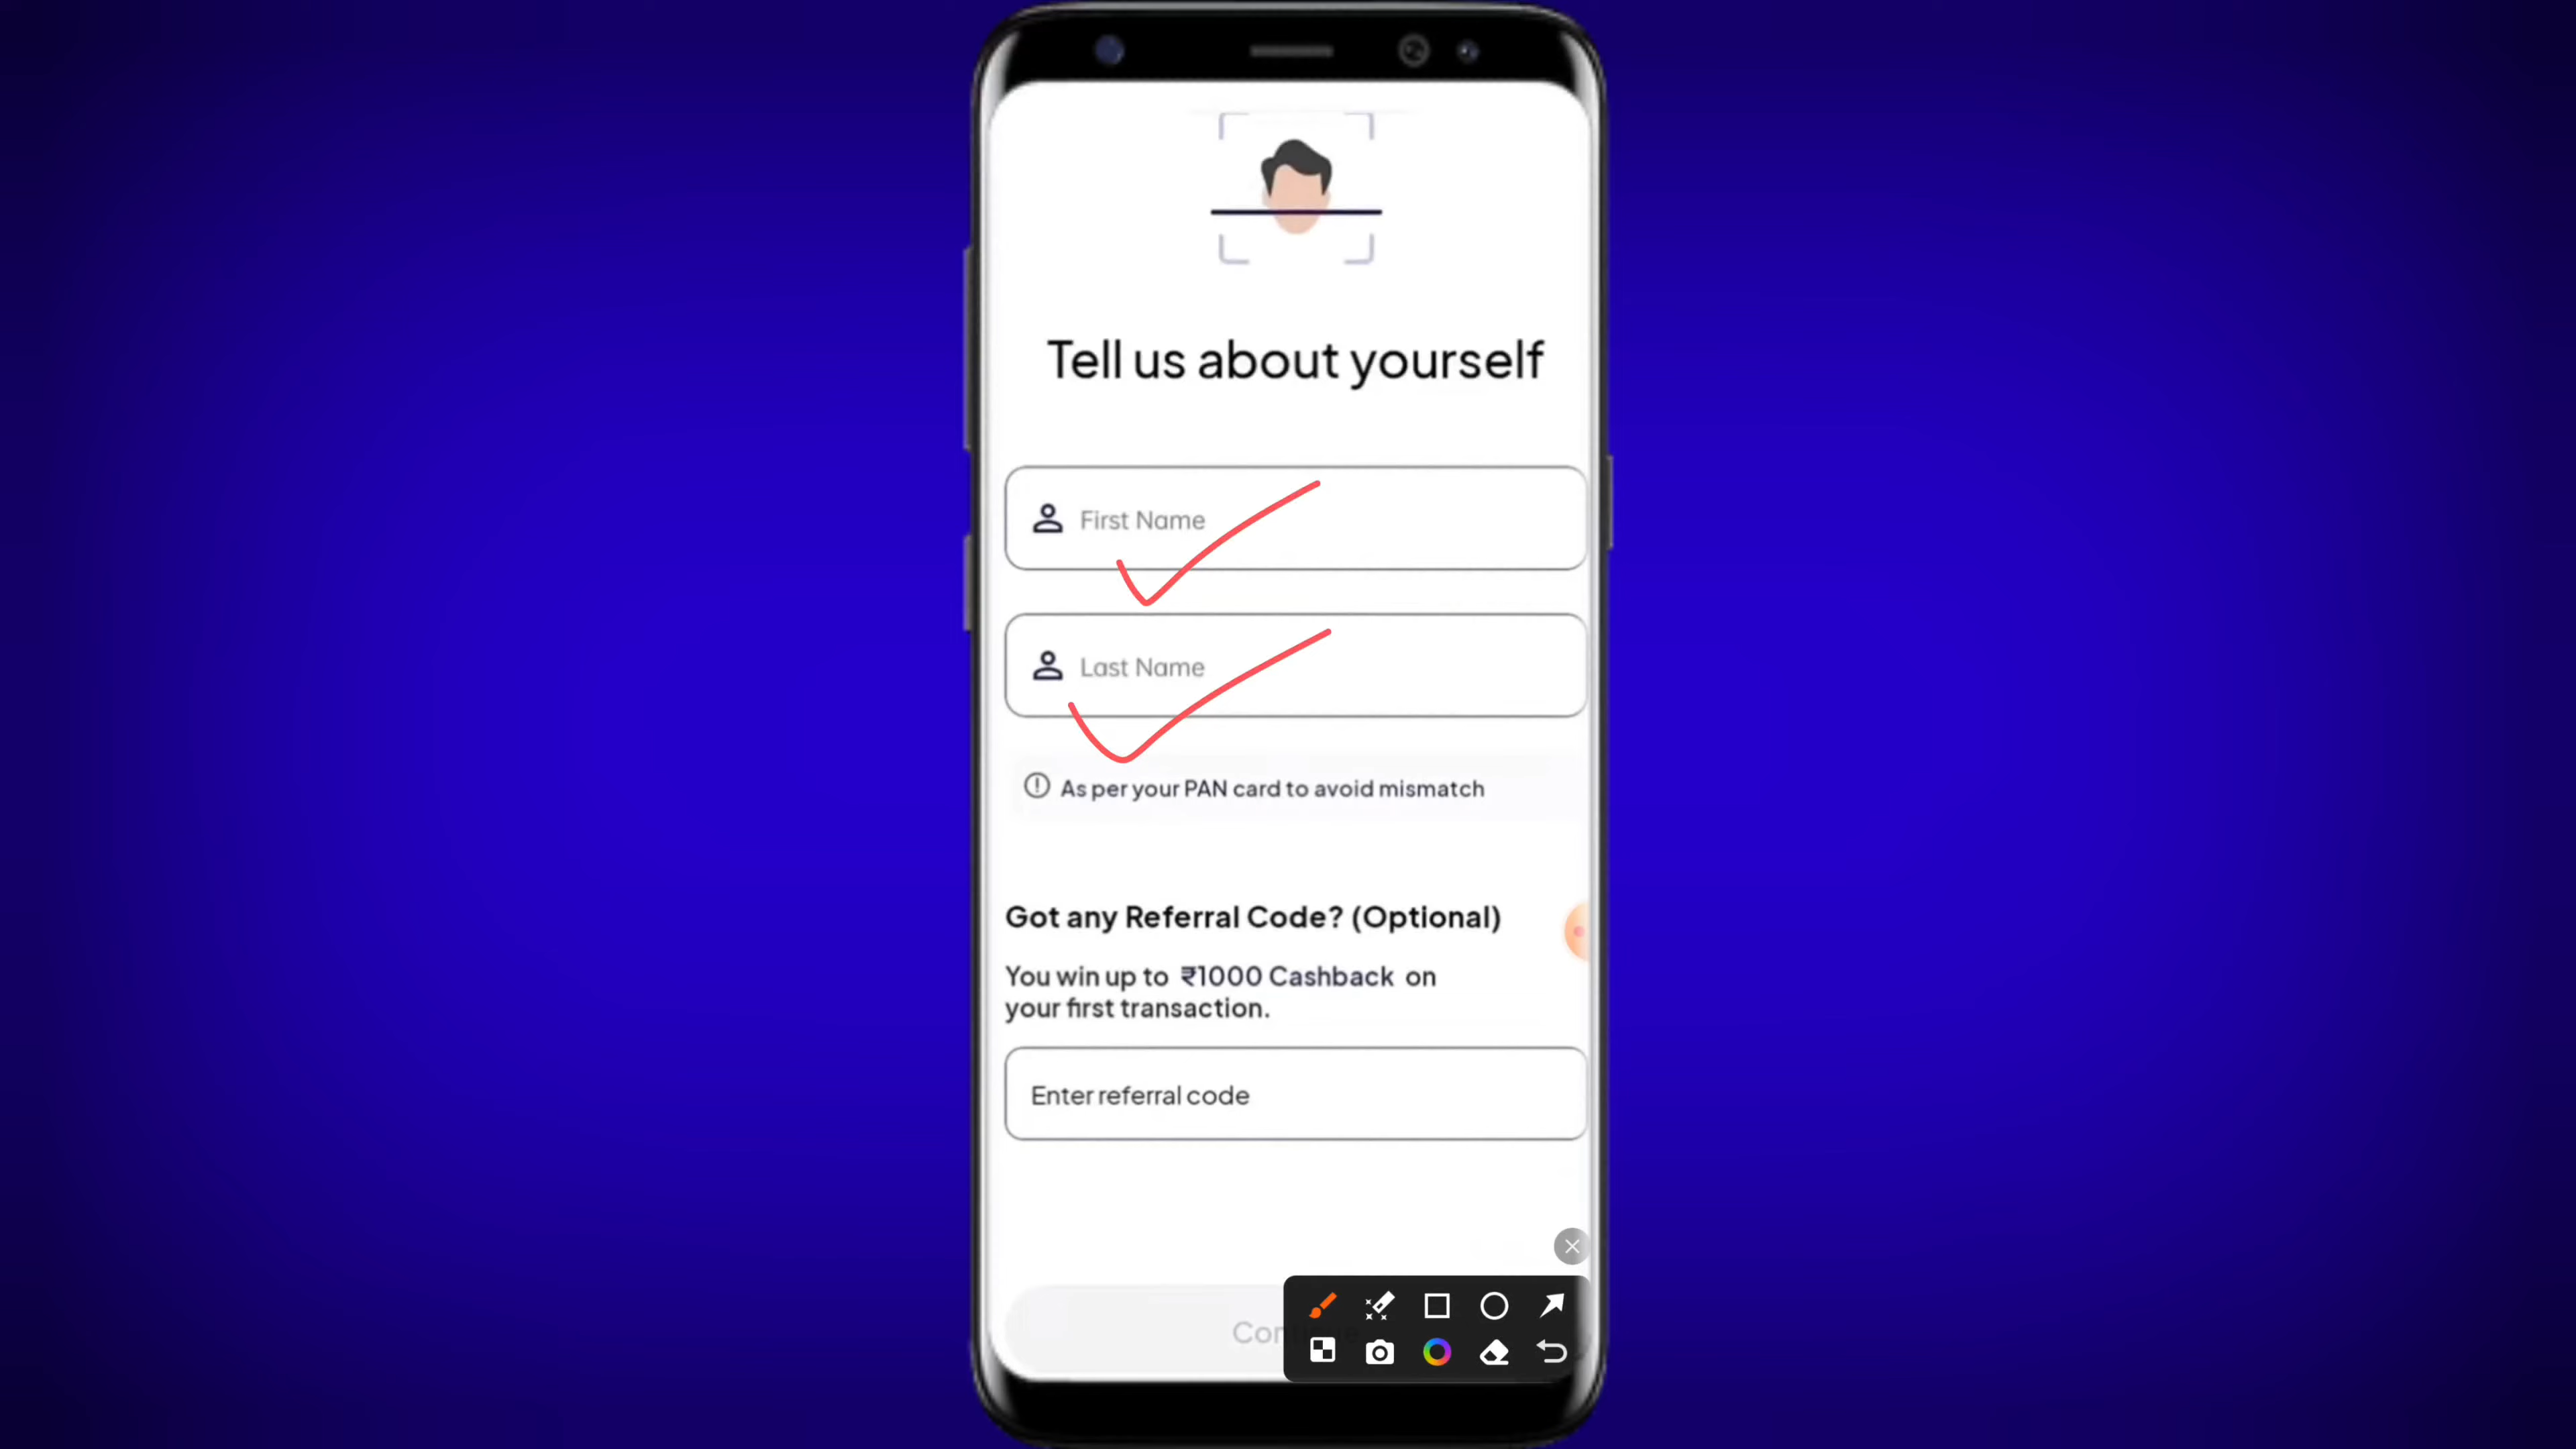 Tell us about yourself
First Name
Last Name
As per your PAN card to avoid mismatch
Got any Referral Code? (Optional)
You win up to ₹1000 Cashback on
your first transaction.
Enter referral code